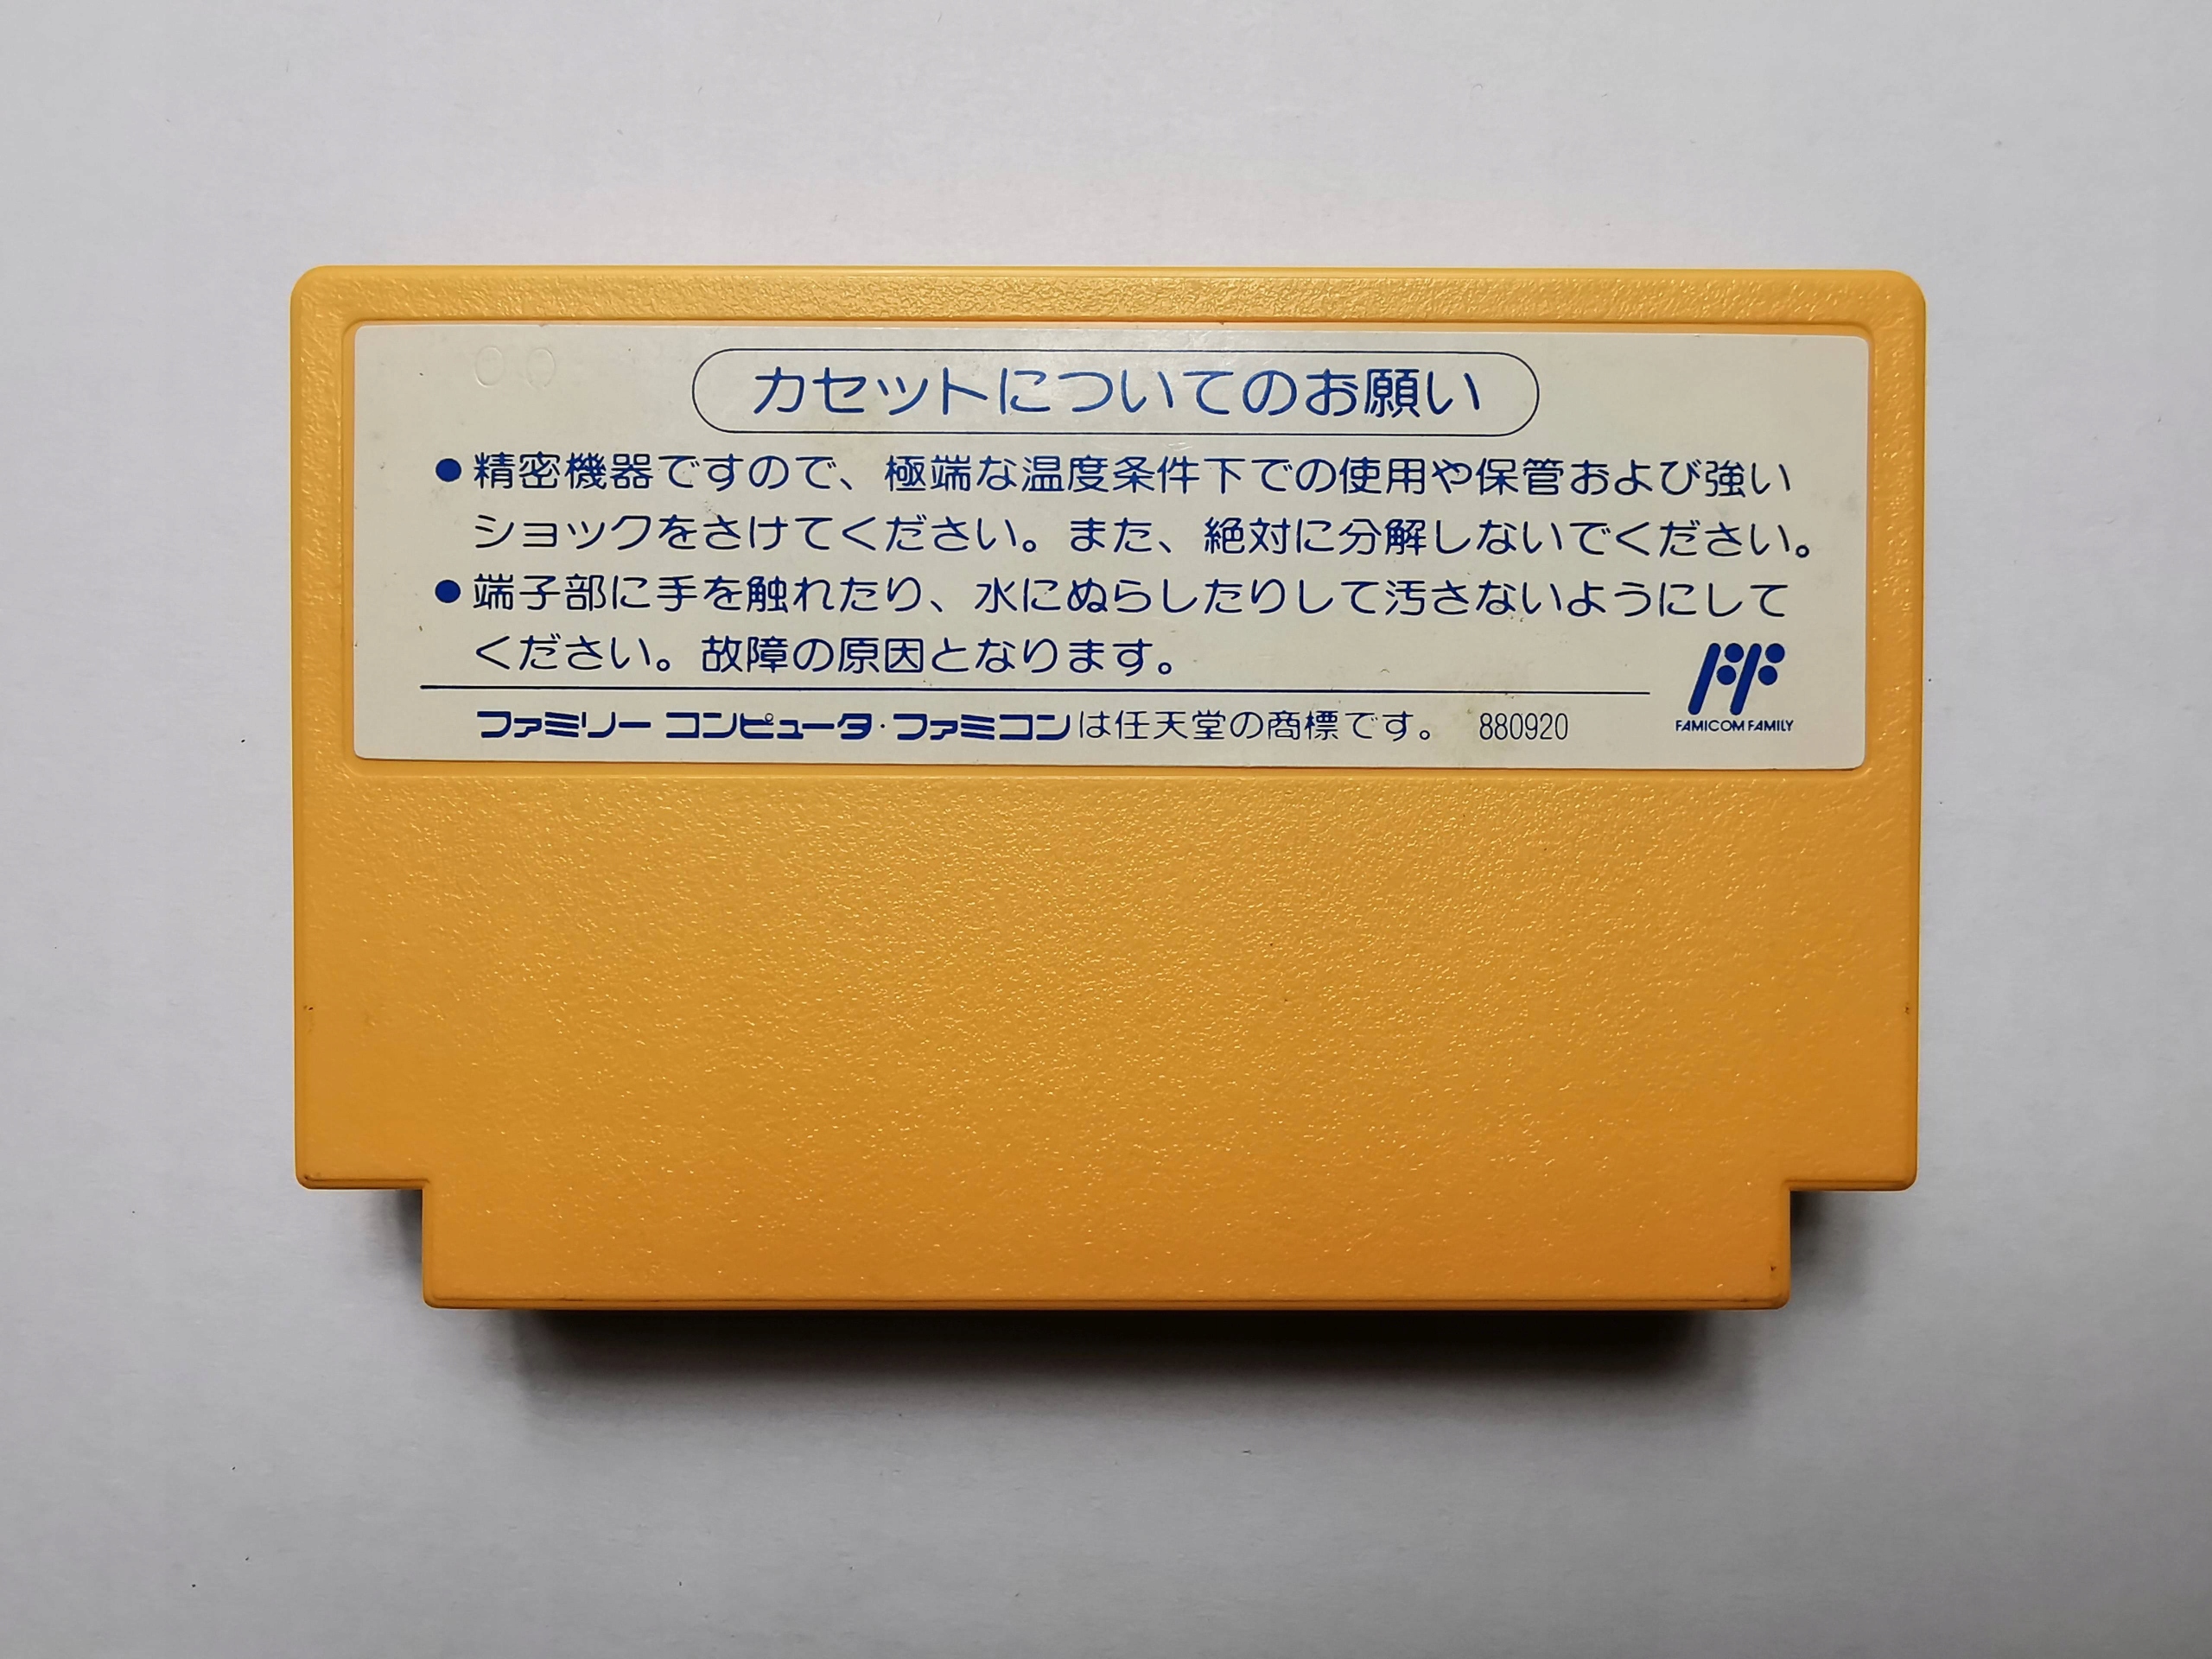 カセットについてのお願い
●精密機器ですので、極端な温度条件下での使用や保管および強い
ショックをさけてください。また、絶対に分解しないでください。
●端子部に手を触れたり、水にぬらしたりして汚さないようにして
ください。故障の原因となります。
ファミリー コンピュータ・ファミコンは任天堂の商標です。 880920
FAMICOM FAMILY